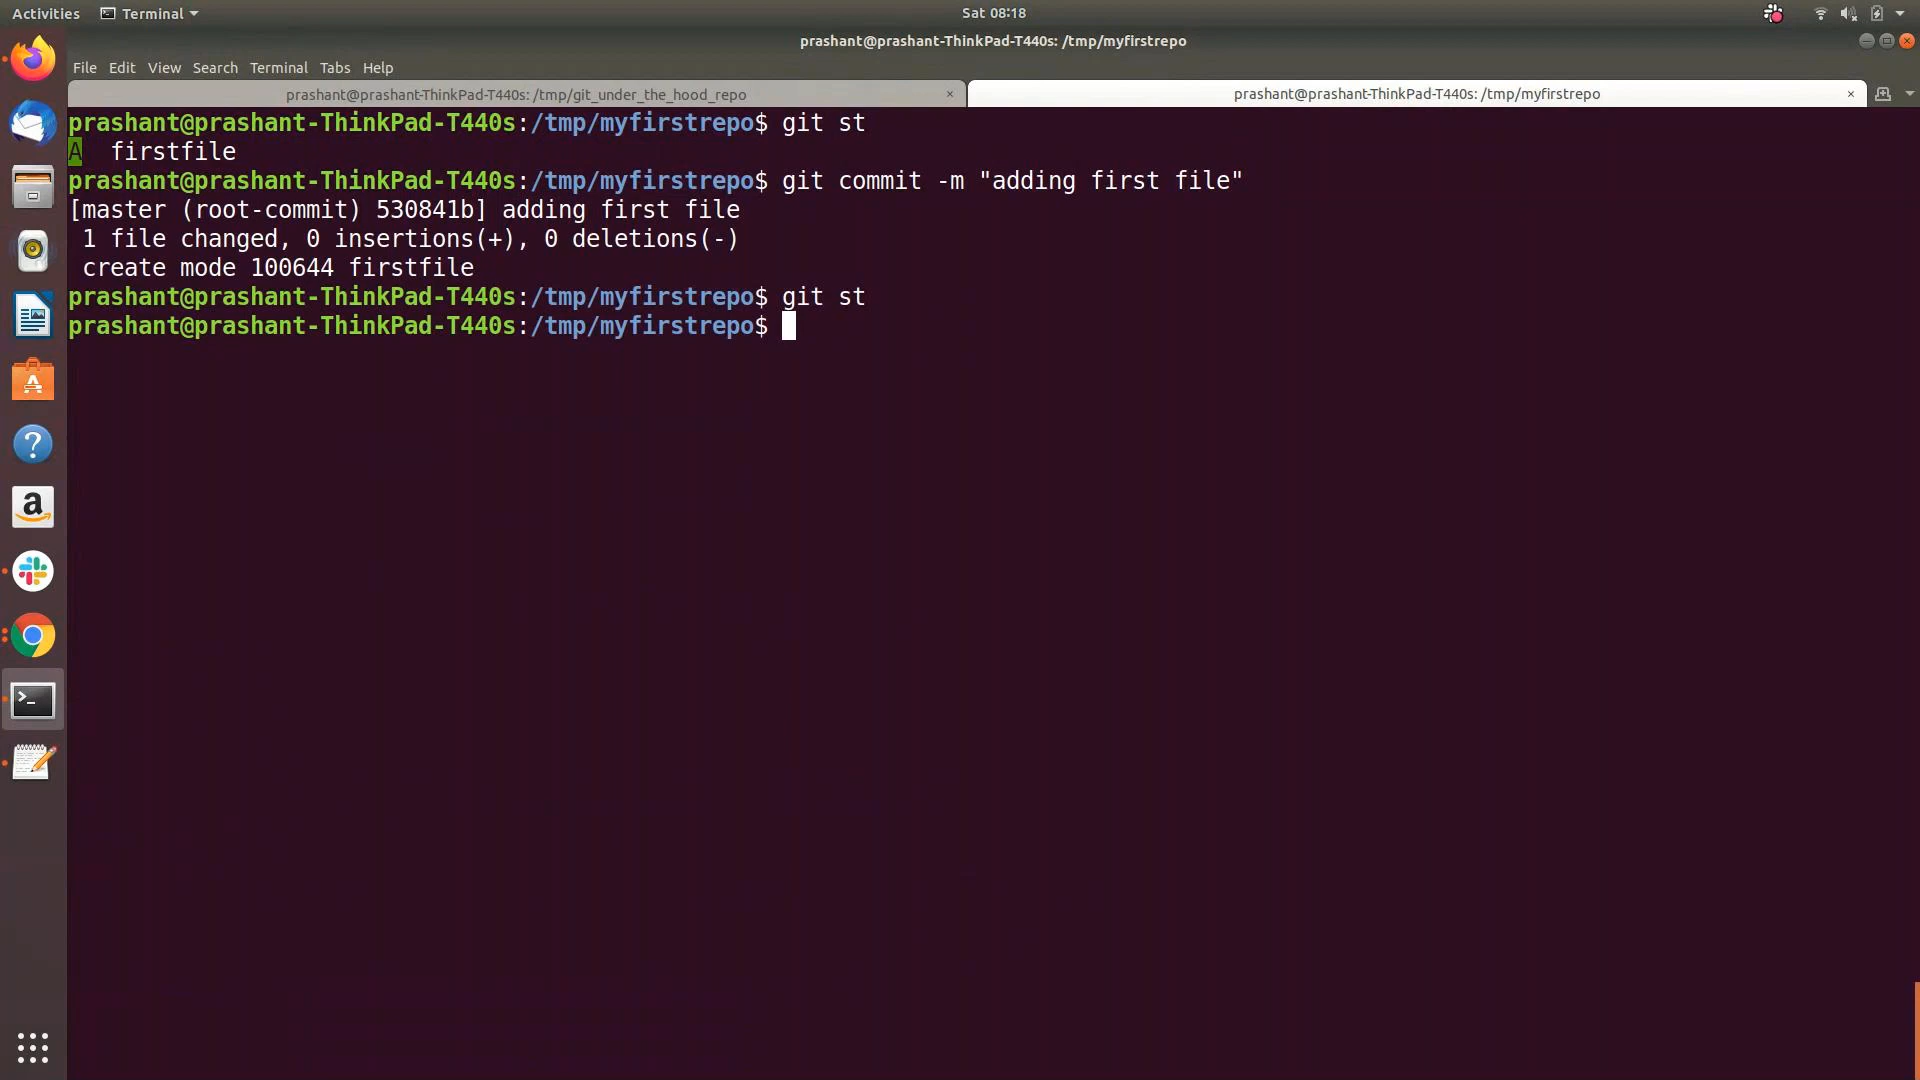 Activities Terminal Sat 08:18
prashant@prashant-ThinkPad-T440s: /tmp/myfirstrepo
File Edit View Search Terminal Tabs Help
prashant@prashant-ThinkPad-T440s: /tmp/git_under_the_hood_repo × prashant@prashant-ThinkPad-T440s: /tmp/myfirstrepo ×
prashant@prashant-ThinkPad-T440s:/tmp/myfirstrepo$ git st
A  firstfile
prashant@prashant-ThinkPad-T440s:/tmp/myfirstrepo$ git commit -m "adding first file"
[master (root-commit) 530841b] adding first file
 1 file changed, 0 insertions(+), 0 deletions(-)
 create mode 100644 firstfile
prashant@prashant-ThinkPad-T440s:/tmp/myfirstrepo$ git st
prashant@prashant-ThinkPad-T440s:/tmp/myfirstrepo$